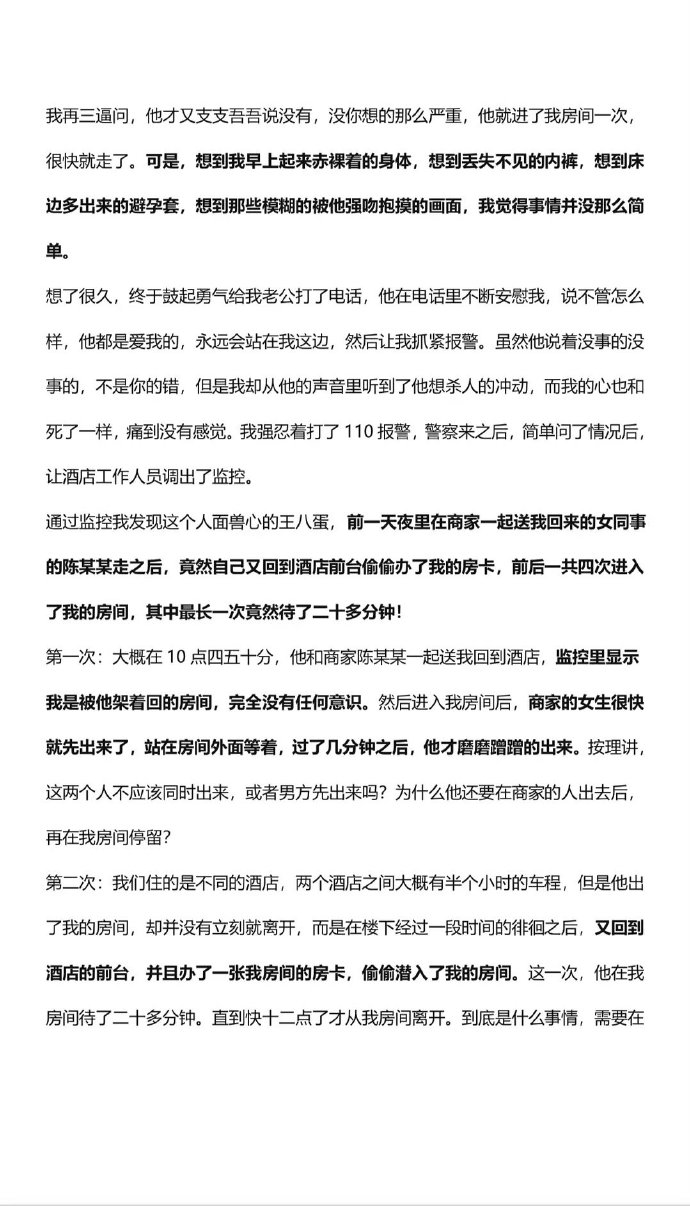 我再三逼问，他才又支支吾吾说没有，没你想的那么严重，他就进了我房间一次，
很快就走了。可是，想到我早上起来赤裸着的身体，想到丢失不见的内裤，想到床
边多出来的避孕套，想到那些模糊的被他强吻抱摸的画面，我觉得事情并没那么简
单。
想了很久，终于鼓起勇气给我老公打了电话，他在电话里不断安慰我，说不管怎么
样，他都是爱我的，永远会站在我这边，然后让我抓紧报警。虽然他说着没事的没
事的，不是你的错，但是我却从他的声音里听到了他想杀人的冲动，而我的心也和
死了一样，痛到没有感觉。我强忍着打了 110 报警，警察来之后，简单问了情况后，
让酒店工作人员调出了监控。
通过监控我发现这个人面兽心的王八蛋，前一天夜里在商家一起送我回来的女同事
的陈某某走之后，竟然自己又回到酒店前台偷偷办了我的房卡，前后一共四次进入
了我的房间，其中最长一次竟然待了二十多分钟！
第一次：大概在 10 点四五十分，他和商家陈某某一起送我回到酒店，监控里显示
我是被他架着回的房间，完全没有任何意识。然后进入我房间后，商家的女生很快
就先出来了，站在房间外面等着，过了几分钟之后，他才磨磨蹭蹭的出来。按理讲，
这两个人不应该同时出来，或者男方先出来吗？为什么他还要在商家的人出去后，
再在我房间停留？
第二次：我们住的是不同的酒店，两个酒店之间大概有半个小时的车程，但是他出
了我的房间，却并没有立刻就离开，而是在楼下经过一段时间的徘徊之后，又回到
酒店的前台，并且办了一张我房间的房卡，偷偷潜入了我的房间。这一次，他在我
房间待了二十多分钟。直到快十二点了才从我房间离开。到底是什么事情，需要在